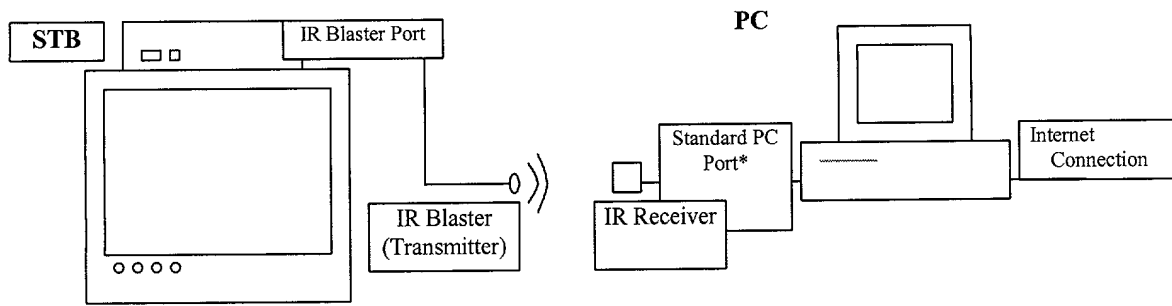 STB
IR Blaster Port
IR Blaster
(Transmitter)
PC
Standard PC
Port*
IR Receiver
Internet
Connection